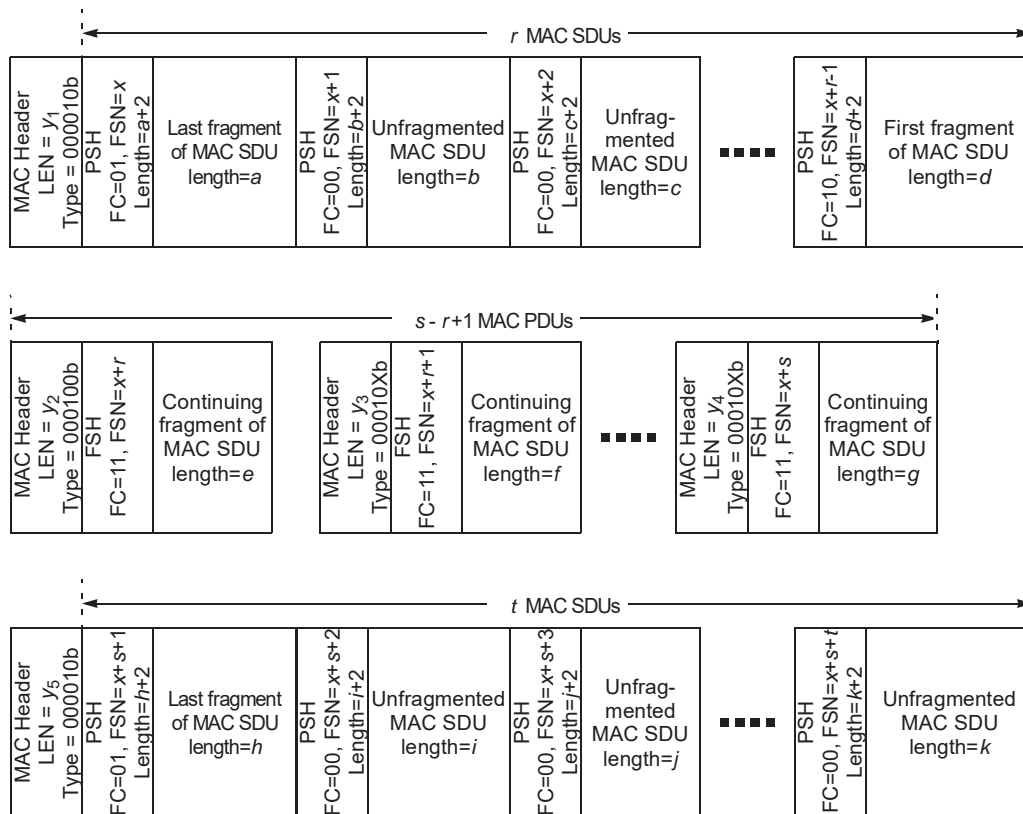 r MAC SDUs
MAC Header
LEN = y1
Type = 000010b
PSH
FC=01, FSN=x
Length=a+2
Last fragment
of MAC SDU
length=a
PSH
FC=00, FSN=x+1
Length=b+2
Unfragmented
MAC SDU
length=b
PSH
FC=00, FSN=x+2
Length=c+2
Unfrag-
mented
MAC SDU
length=c
PSH
FC=10, FSN=x+r-1
Length=d+2
First fragment
of MAC SDU
length=d
s - r+1 MAC PDUs
MAC Header
LEN = y2
Type = 000100b
FSH
FC=11, FSN=x+r
Continuing
fragment of
MAC SDU
length=e
MAC Header
LEN = y3
Type = 00010Xb
FSH
FC=11, FSN=x+r+1
Continuing
fragment of
MAC SDU
length=f
MAC Header
LEN = y4
Type = 00010Xb
FSH
FC=11, FSN=x+s
Continuing
fragment of
MAC SDU
length=g
t MAC SDUs
MAC Header
LEN = y5
Type = 000010b
PSH
FC=01, FSN=x+s+1
Length=h+2
Last fragment
of MAC SDU
length=h
PSH
FC=00, FSN=x+s+2
Length=i+2
Unfragmented
MAC SDU
length=i
PSH
FC=00, FSN=x+s+3
Length=j+2
Unfrag-
mented
MAC SDU
length=j
PSH
FC=00, FSN=x+s+t
Length=k+2
Unfragmented
MAC SDU
length=k